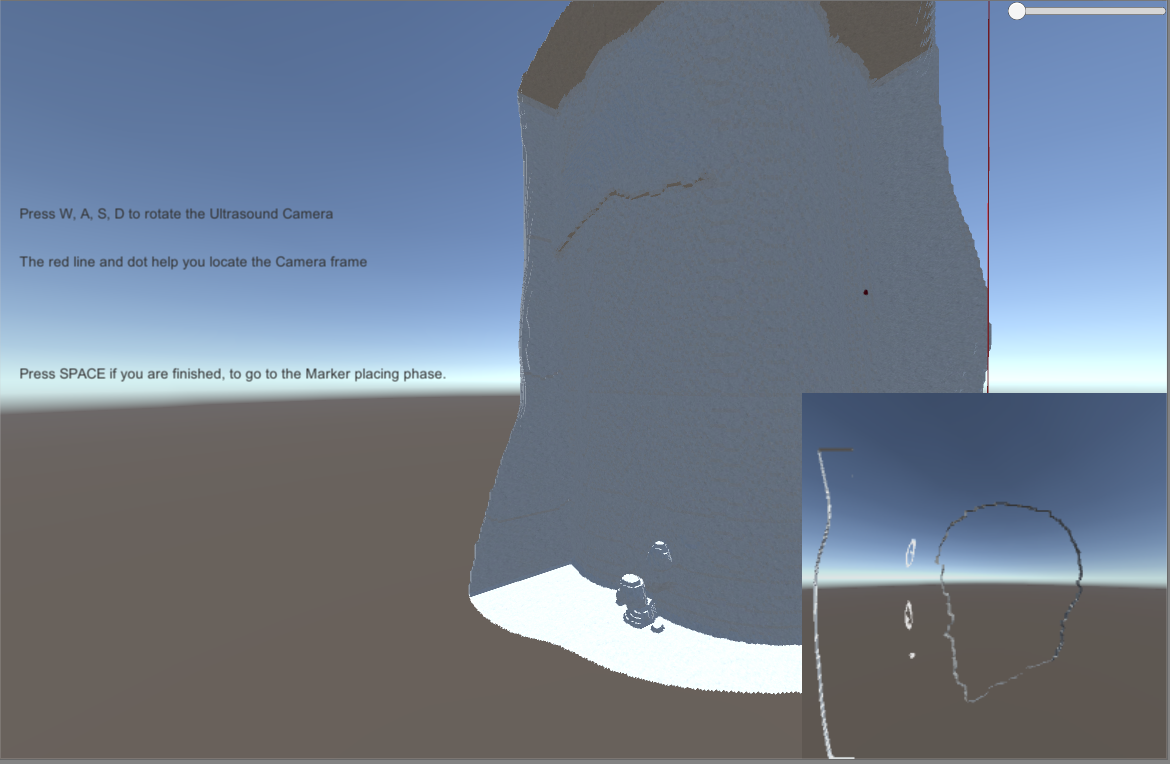 Press W, A, S, D to rotate the Ultrasound Camera
The red line and dot help you locate the Camera frame
Press SPACE if you are finished, to go to the Marker placing phase.